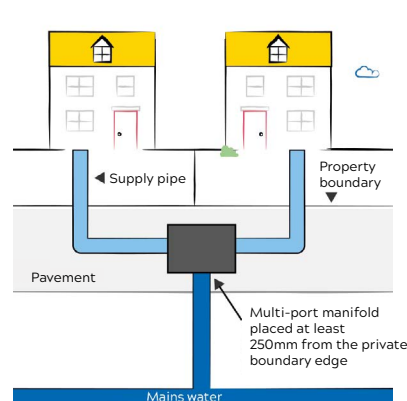 Supply pipe
Property
boundary
Pavement
Multi-port manifold
placed at least
250mm from the private
boundary edge
Mains water